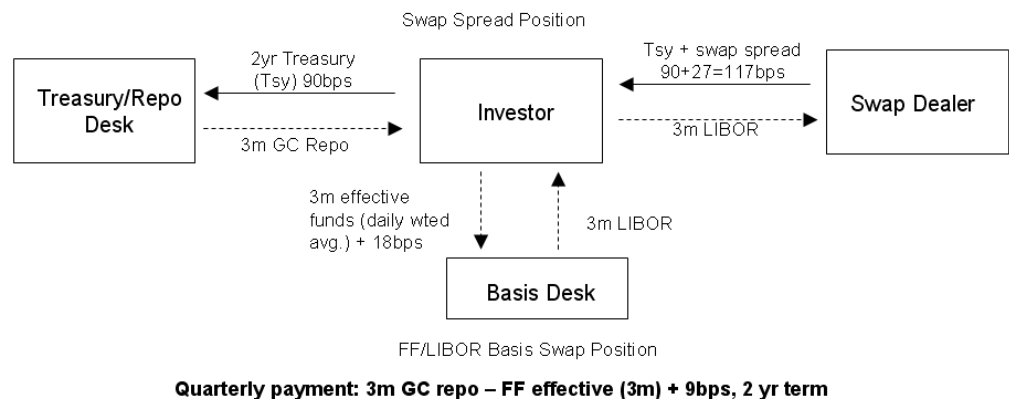 Swap Spread Position
2yr Treasury
(Tsy) 90bps
Tsy + swap spread
90+27=117bps
Treasury/Repo
Desk
Investor
Swap Dealer
3m GC Repo
3m LIBOR
3m effective
funds (daily wted
avg.) + 18bps
3m LIBOR
Basis Desk
FF/LIBOR Basis Swap Position
Quarterly payment: 3m GC repo – FF effective (3m) + 9bps, 2 yr term